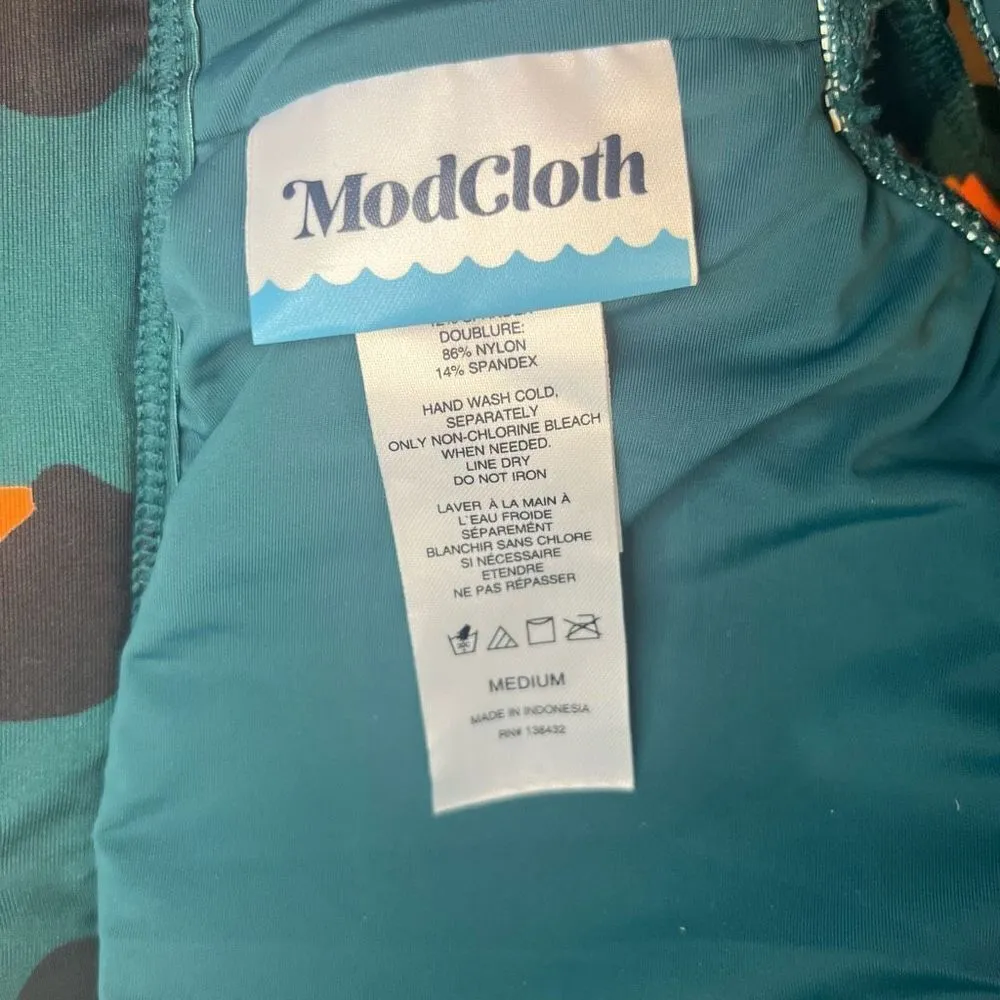 ModCloth
DOUBLURE:
86% NYLON
14% SPANDEX
HAND WASH COLD,
SEPARATELY
ONLY NON-CHLORINE BLEACH
WHEN NEEDED.
LINE DRY
DO NOT IRON
LAVER À LA MAIN À
L'EAU FROIDE
SÉPARÉMENT
BLANCHIR SANS CHLORE
SI NÉCESSAIRE
ETENDRE
NE PAS RÉPASSER
MEDIUM
MADE IN INDONESIA
RN# 136432